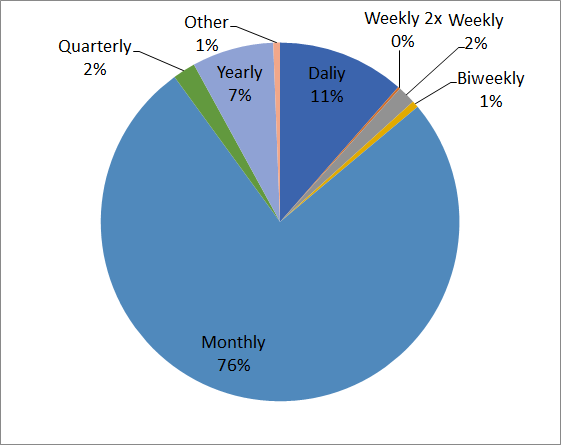 Other
1%
Quarterly
2%
Yearly
7%
Daliy
11%
Weekly 2x
0%
Weekly
2%
Biweekly
1%
Monthly
76%